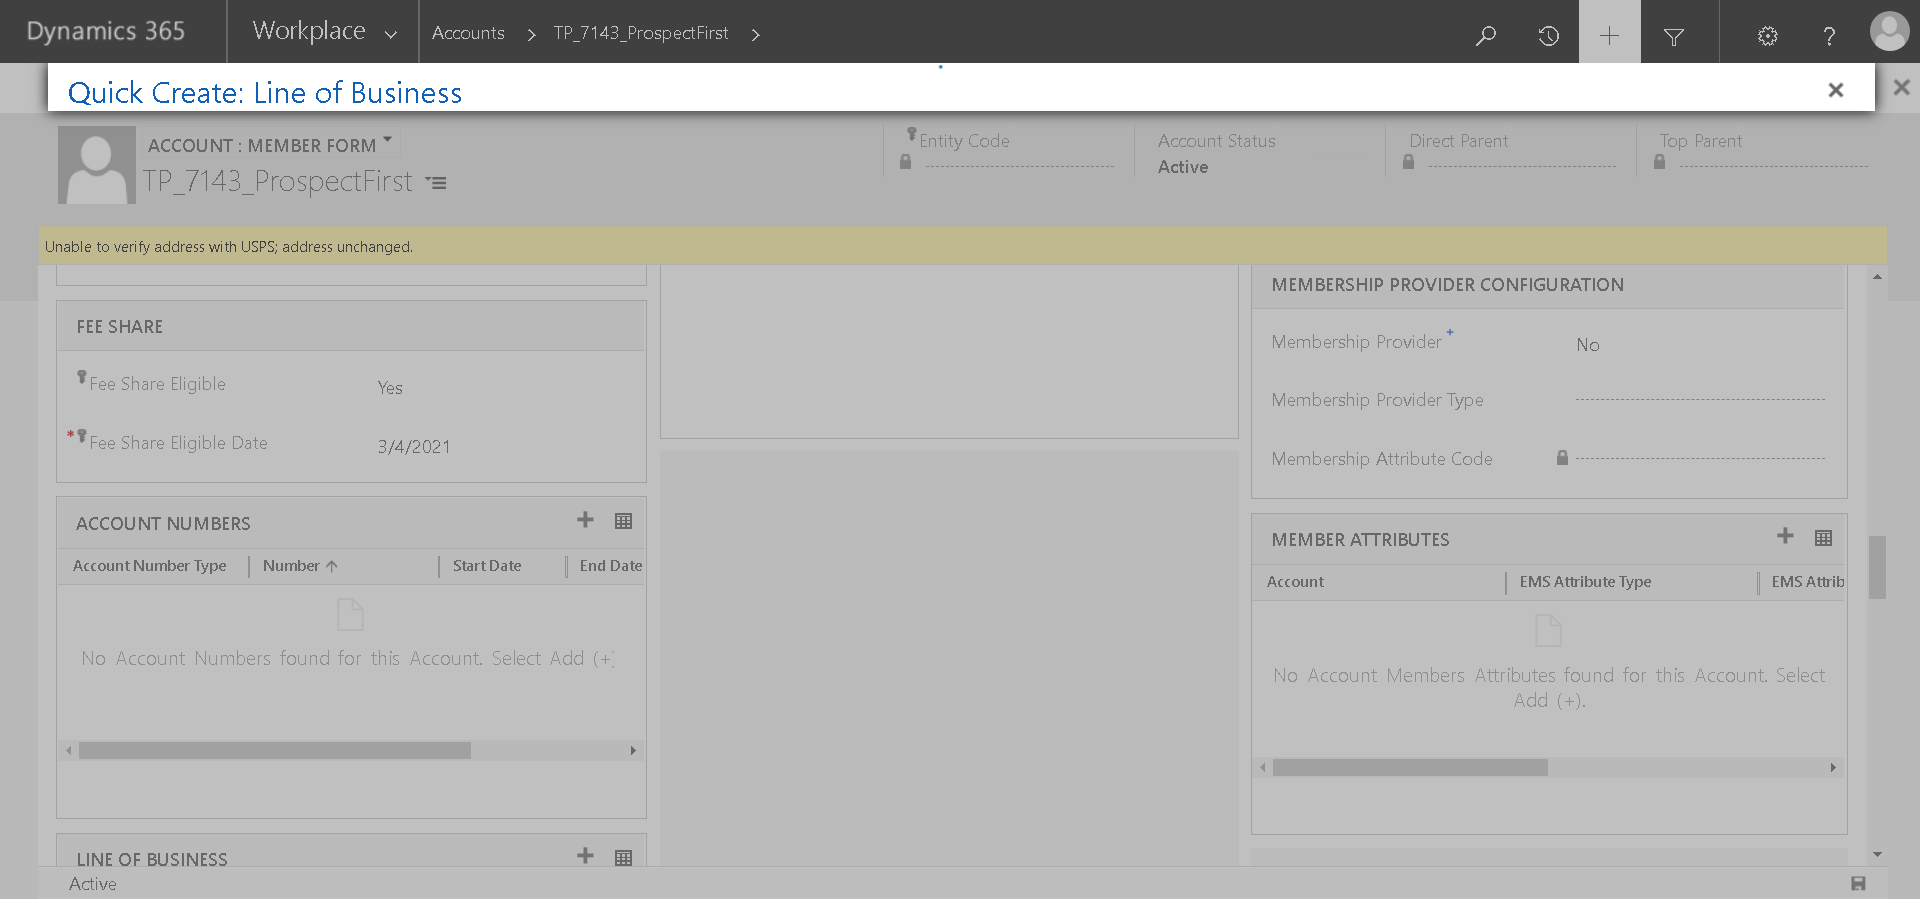 Dynamics 365
Workplace
Accounts
TP_7143_ProspectFirst
Quick Create: Line of Business
ACCOUNT : MEMBER FORM
TP_7143_ProspectFirst
Entity Code
Account Status
Active
Direct Parent
Top Parent
Unable to verify address with USPS; address unchanged.
FEE SHARE
Fee Share Eligible
Yes
* Fee Share Eligible Date
3/4/2021
ACCOUNT NUMBERS
Account Number Type
Number
Start Date
End Date
No Account Numbers found for this Account. Select Add (+)
LINE OF BUSINESS
MEMBERSHIP PROVIDER CONFIGURATION
Membership Provider +
No
Membership Provider Type
Membership Attribute Code
MEMBER ATTRIBUTES
Account
EMS Attribute Type
EMS Attrib
No Account Members Attributes found for this Account. Select
Add (+).
Active